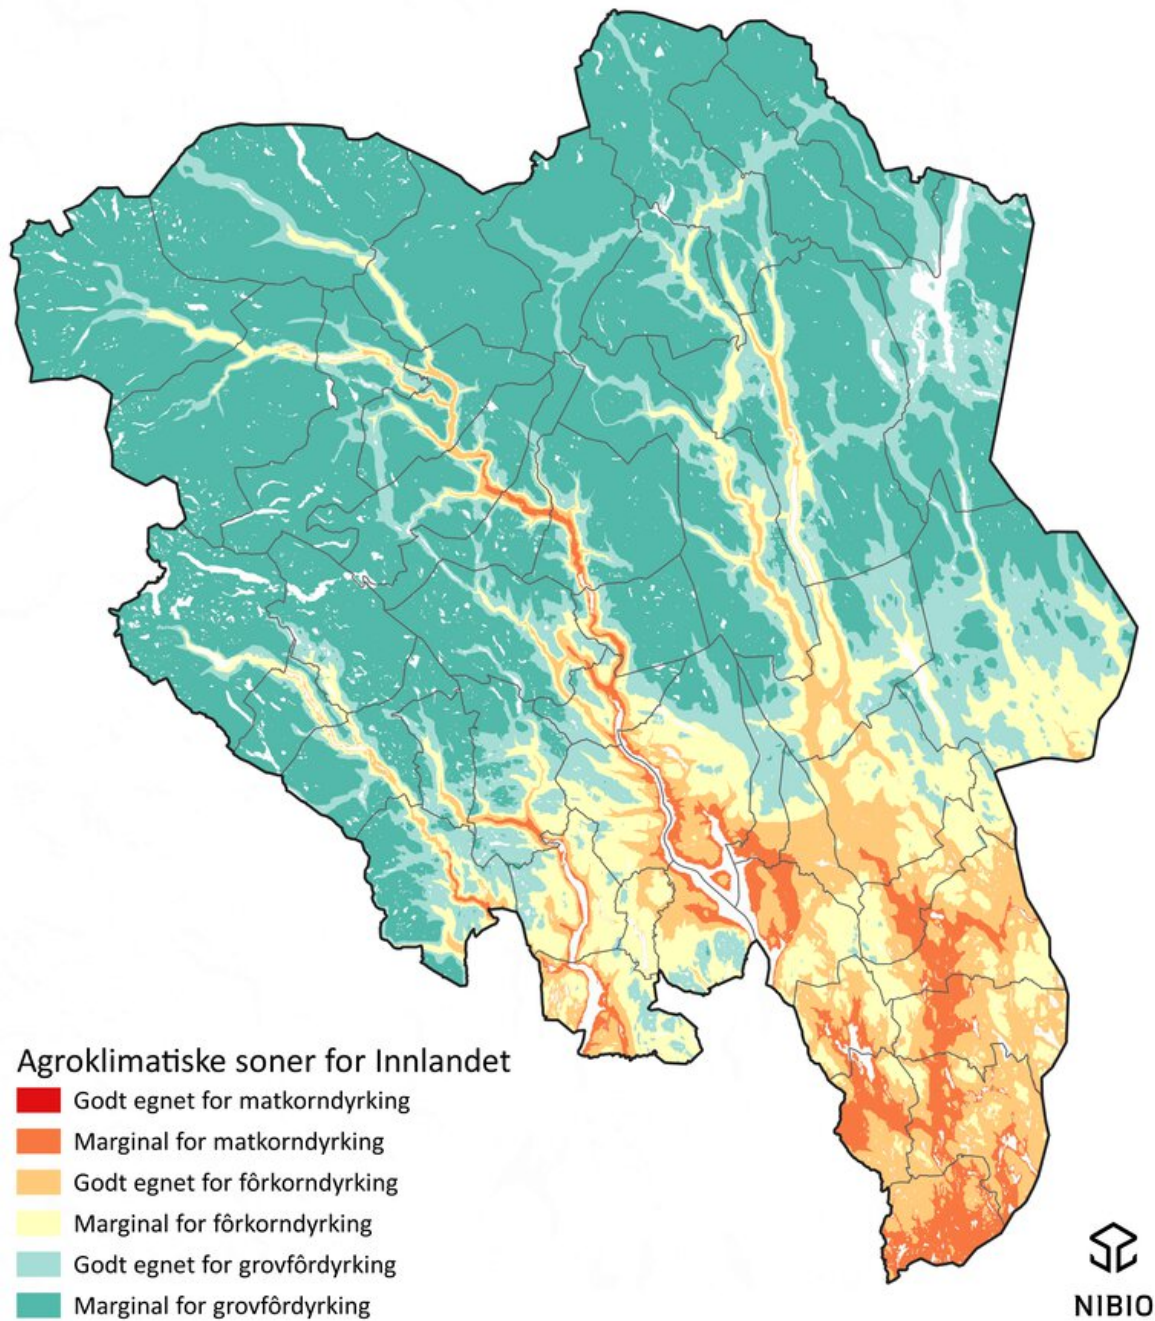 Agroklimatiske soner for Innlandet
Godt egnet for matkorndyrking
Marginal for matkorndyrking
Godt egnet for fôrkorndyrking
Marginal for fôrkorndyrking
Godt egnet for grovfôrdyrking
Marginal for grovfôrdyrking
NIBIO